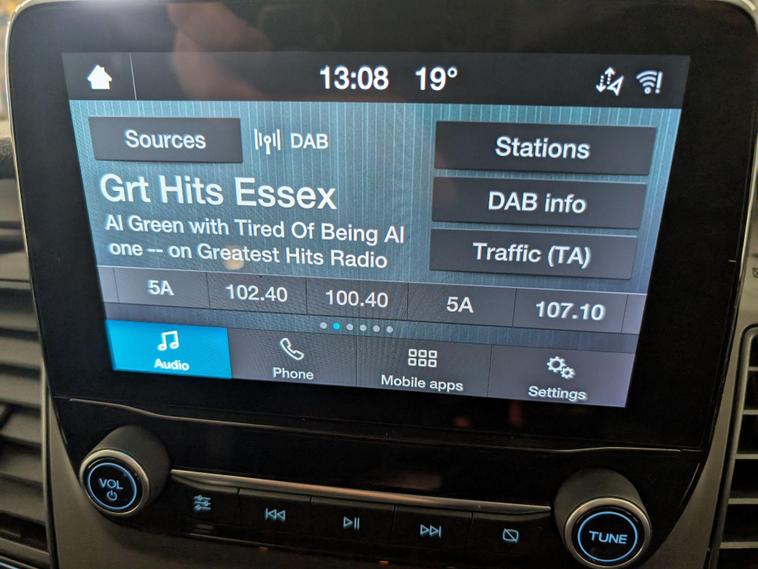 13:08 19°
Sources
DAB
Stations
Grt Hits Essex
DAB info
Al Green with Tired Of Being Al
one -- on Greatest Hits Radio
Traffic (TA)
5A 102.40 100.40 5A 107.10
Audio Phone Mobile apps Settings
VOL
TUNE